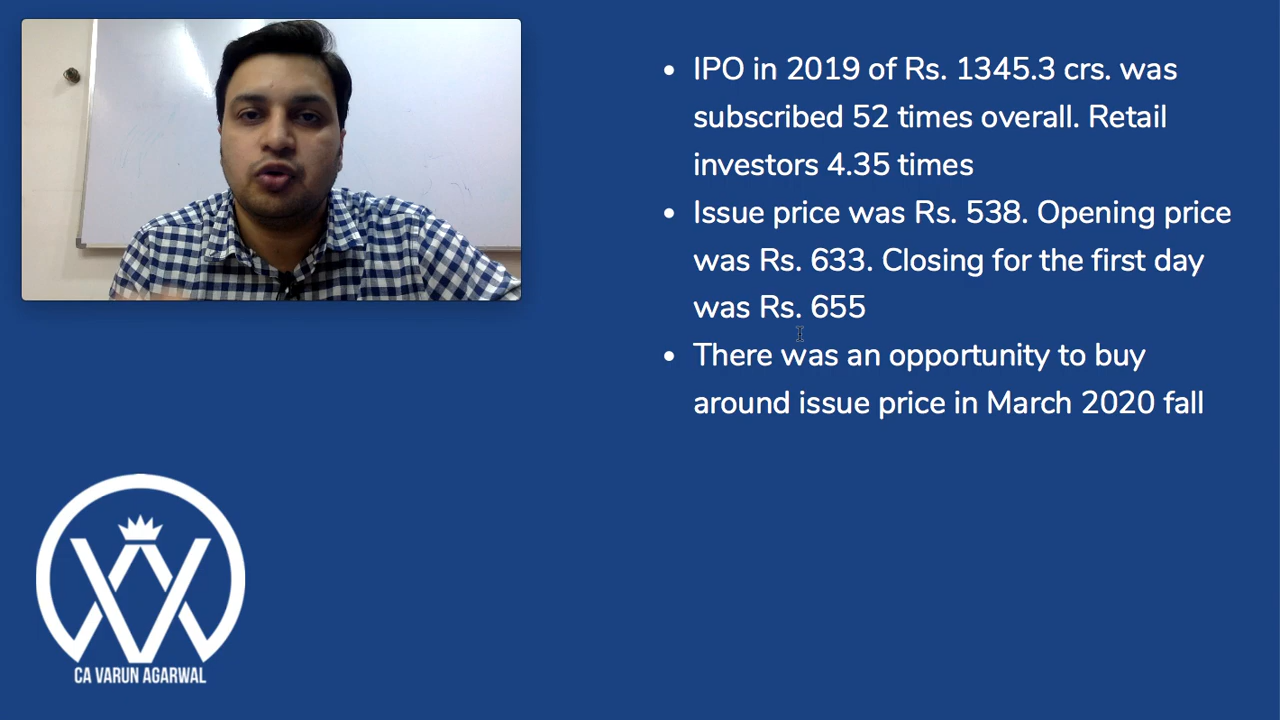 IPO in 2019 of Rs. 1345.3 crs. was
subscribed 52 times overall. Retail
investors 4.35 times
Issue price was Rs. 538. Opening price
was Rs. 633. Closing for the first day
was Rs. 655
There was an opportunity to buy
around issue price in March 2020 fall
CA VARUN AGARWAL